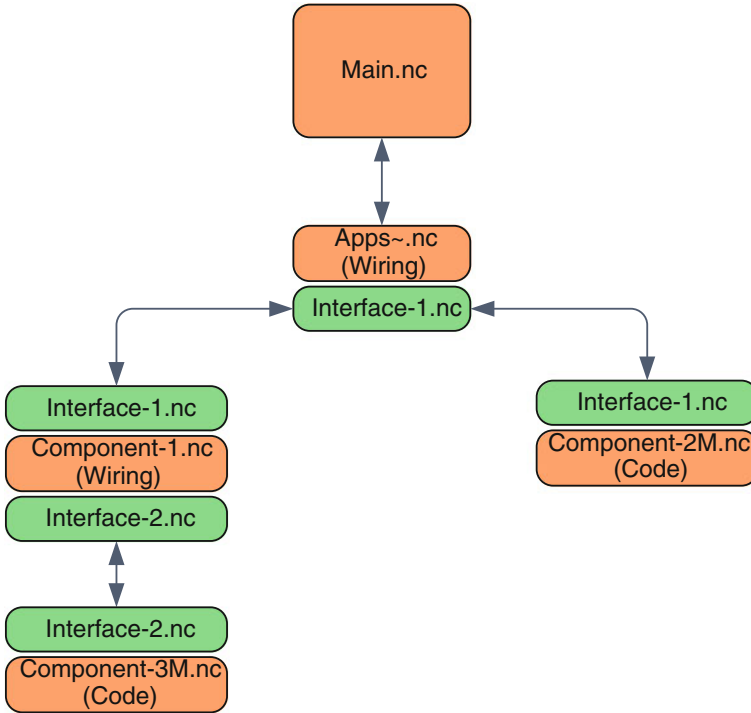 Main.nc
Apps~.nc
(Wiring)
Interface-1.nc
Interface-1.nc
Component-1.nc
(Wiring)
Interface-2.nc
Interface-2.nc
Component-3M.nc
(Code)
Interface-1.nc
Component-2M.nc
(Code)